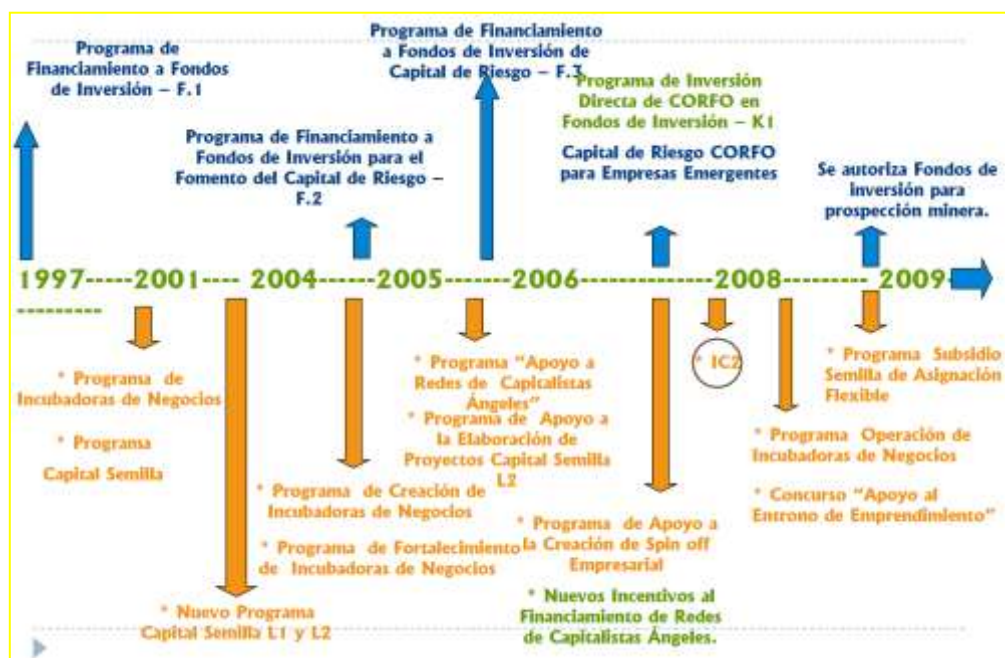 Programa de
Financiamiento a Fondos
de Inversión – F.1
Programa de Financiamiento a
Fondos de Inversión para el
Fomento del Capital de Riesgo –
F.2
Programa de Financiamiento
a Fondos de Inversión de
Capital de Riesgo – F.3
Programa de Inversión
Directa de CORFO en
Fondos de Inversión – K1
Capital de Riesgo CORFO
para Empresas Emergentes
Se autoriza Fondos de
inversión para
prospección minera.
1997 2001 2004 2005 2006 2008 2009
* Programa de
Incubadoras de Negocios
* Programa
Capital Semilla
* Nuevo Programa
Capital Semilla L1 y L2
* Programa de Creación de
Incubadoras de Negocios
* Programa de Fortalecimiento
de Incubadoras de Negocios
* Programa "Apoyo a
Redes de Capitalistas
Ángeles"
* Programa de Apoyo a
la Elaboración de
Proyectos Capital Semilla
L2
* Programa de Apoyo a
la Creación de Spin off
Empresarial
* Nuevos Incentivos al
Financiamiento de Redes
de Capitalistas Ángeles.
* IC2
* Programa Operación de
Incubadoras de Negocios
* Concurso "Apoyo al
Entrono de Emprendimiento"
* Programa Subsidio
Semilla de Asignación
Flexible